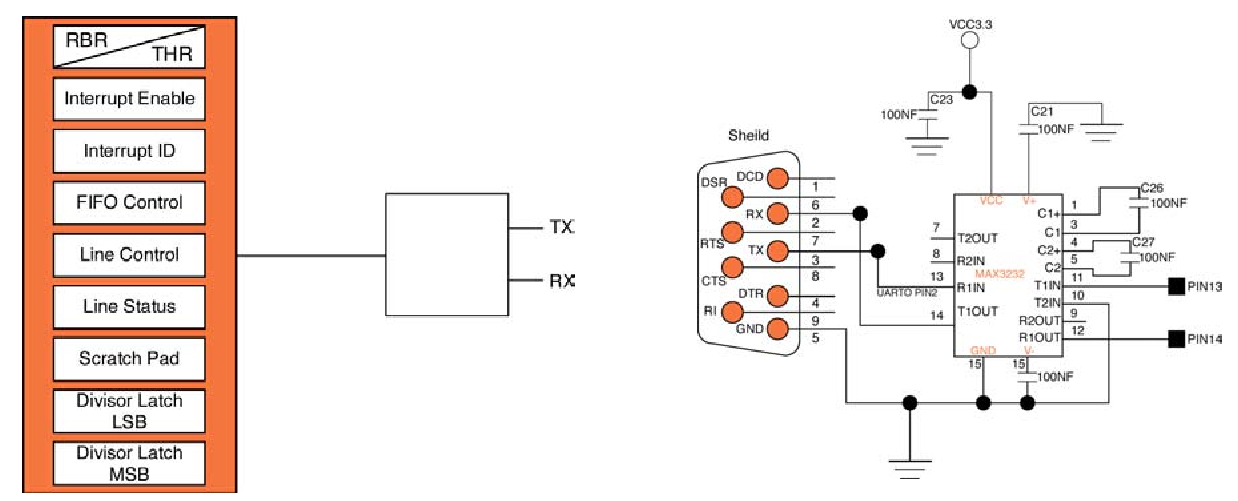 RBR
THR
Interrupt Enable
Interrupt ID
FIFO Control
Line Control
Line Status
Scratch Pad
Divisor Latch
LSB
Divisor Latch
MSB
TX
RX
VCC3.3
C23
100NF
C21
100NF
Sheild
DSR
DCD
1
6
RX
2
RTS
7
TX
3
CTS
8
DTR
4
RI
9
GND
5
VCC
V+
C1+
1
C26
100NF
C1
3
7
T2OUT
C2+
4
C27
100NF
8
R2IN
C2
5
MAX3232
13
R1IN
UARTO PIN2
T1IN
11
PIN13
T2IN
10
14
T1OUT
R2OUT
9
R1OUT
12
PIN14
GND
V-
15
15
100NF